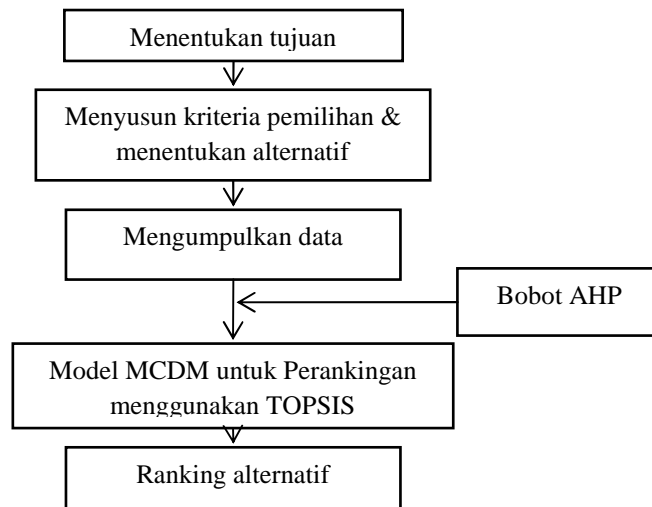 Menentukan tujuan
Menyusun kriteria pemilihan &
menentukan alternatif
Mengumpulkan data
Bobot AHP
Model MCDM untuk Perankingan
menggunakan TOPSIS
Ranking alternatif